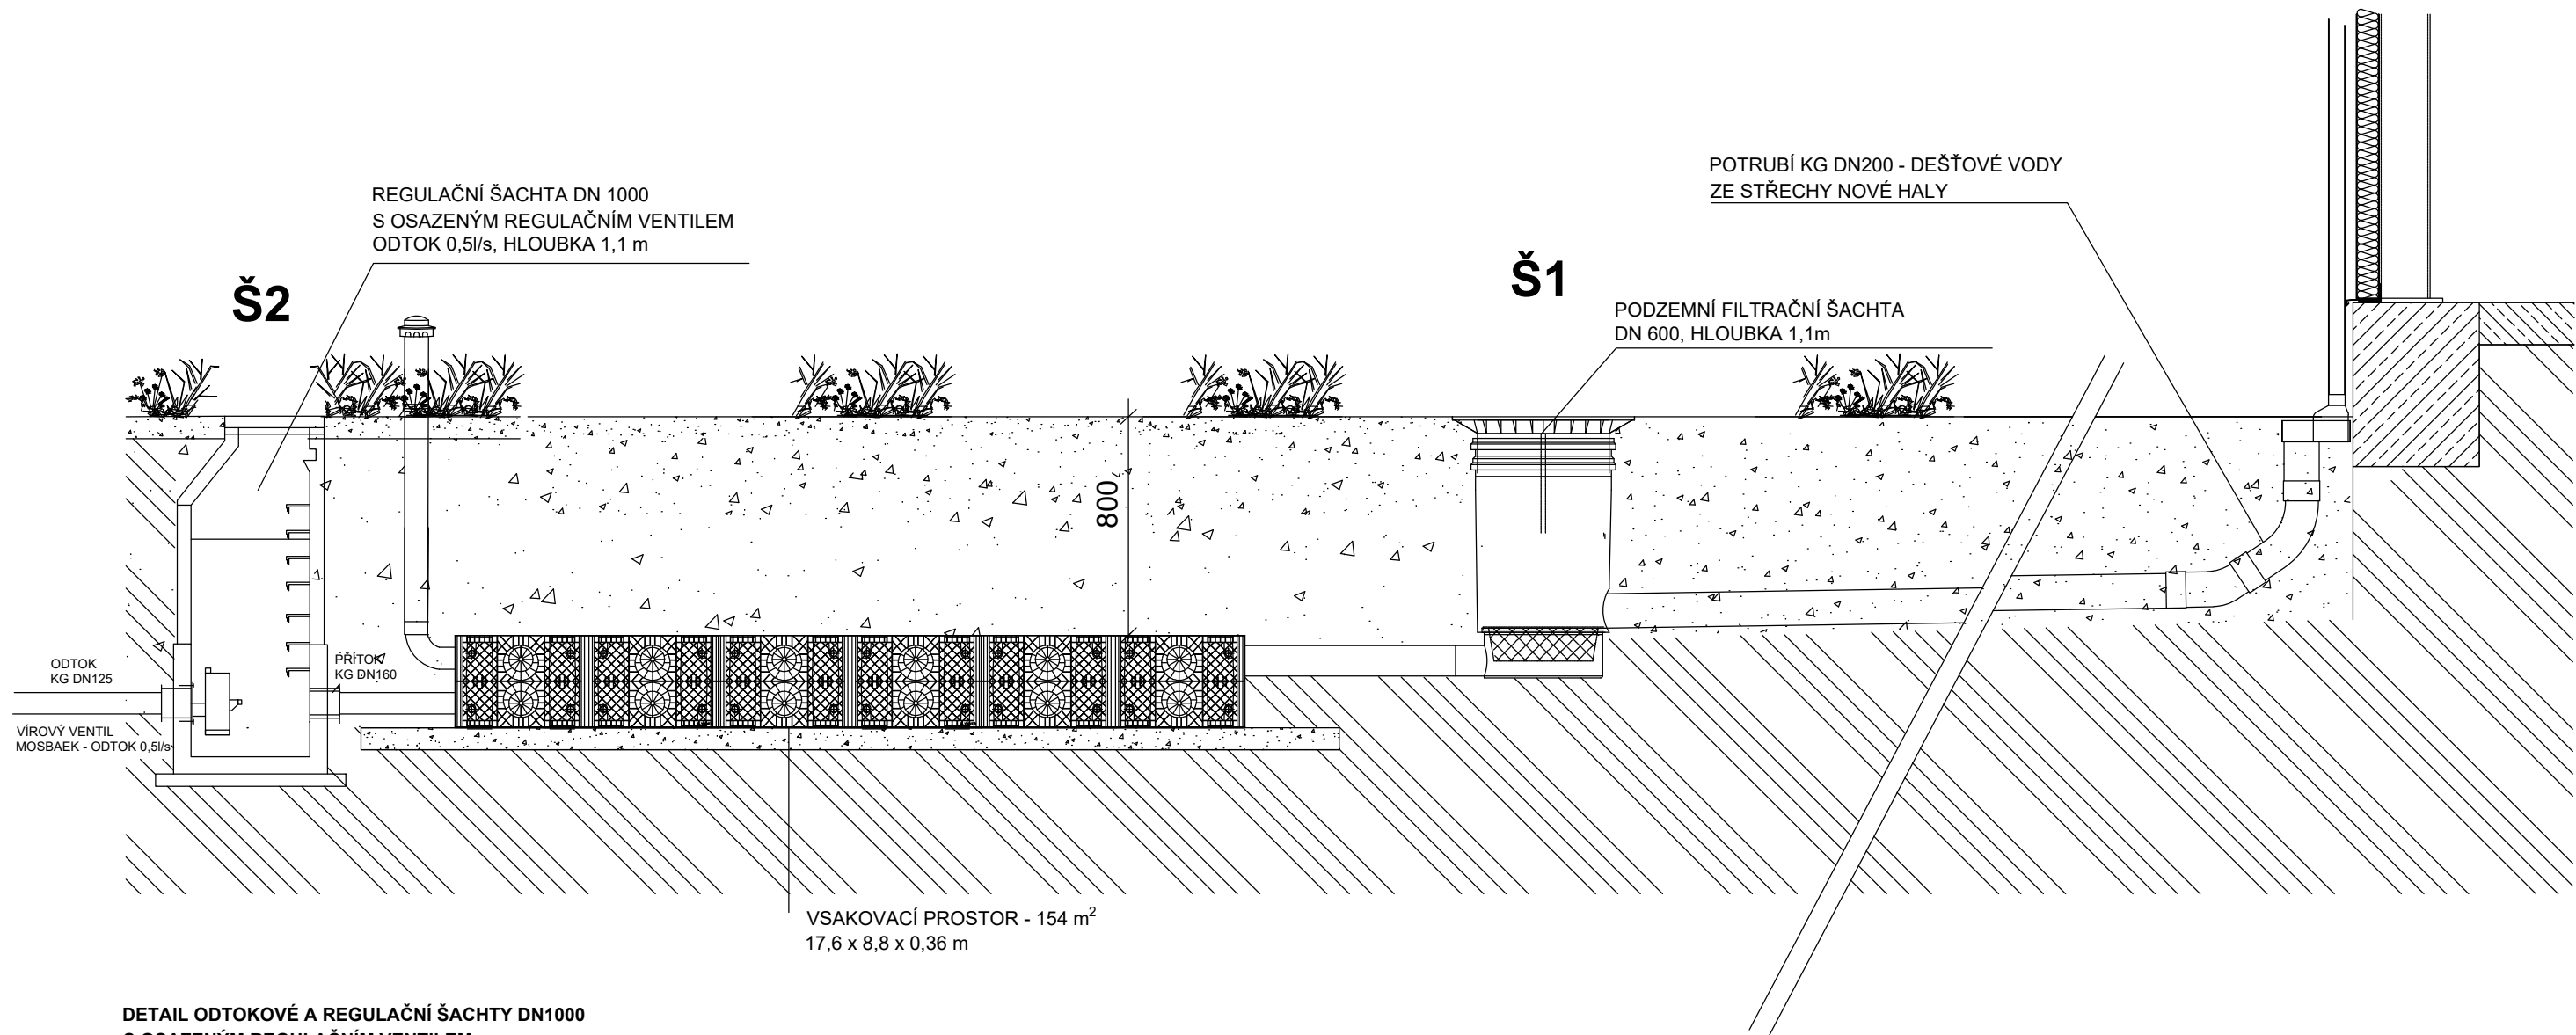 REGULAČNÍ ŠACHTA DN 1000
S OSAZENÝM REGULAČNÍM VENTILEM
ODTOK 0,5l/s, HLOUBKA 1,1 m
Š2
POTRUBÍ KG DN200 - DEŠŤOVÉ VODY
ZE STŘECHY NOVÉ HALY
Š1
PODZEMNÍ FILTRAČNÍ ŠACHTA
DN 600, HLOUBKA 1,1m
800
ODTOK
KG DN125
PŘÍTOK
KG DN160
VÍROVÝ VENTIL
MOSBAEK - ODTOK 0,5l/s
VSAKOVACÍ PROSTOR - 154 m²
17,6 x 8,8 x 0,36 m
DETAIL ODTOKOVÉ A REGULAČNÍ ŠACHTY DN1000
S OSAZENÝM REGULAČNÍM VENTILEM